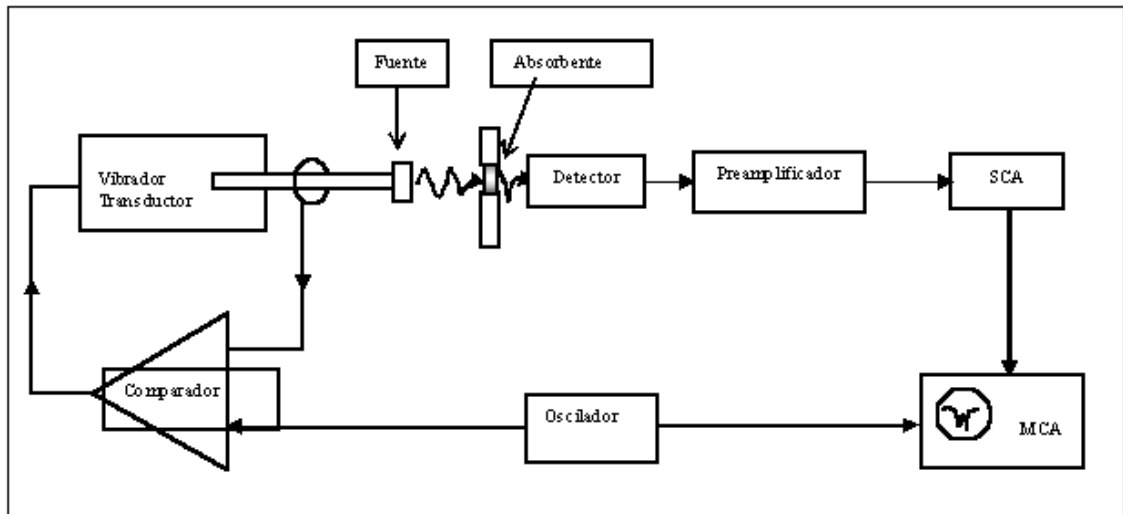 Fuente
Absorbente
Vibrador
Transductor
Detector
Preamplificador
SCA
Comparador
Oscilador
MCA